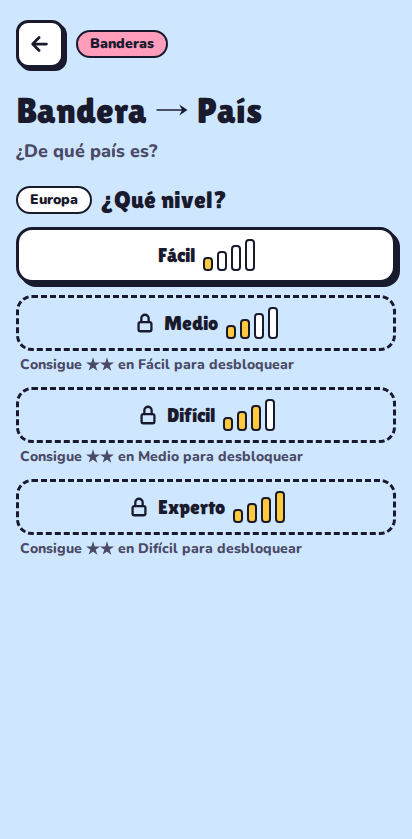 Banderas
Bandera → País
¿De qué país es?
Europa ¿Qué nivel?
Fácil
Medio
Consigue ★★ en Fácil para desbloquear
Difícil
Consigue ★★ en Medio para desbloquear
Experto
Consigue ★★ en Difícil para desbloquear